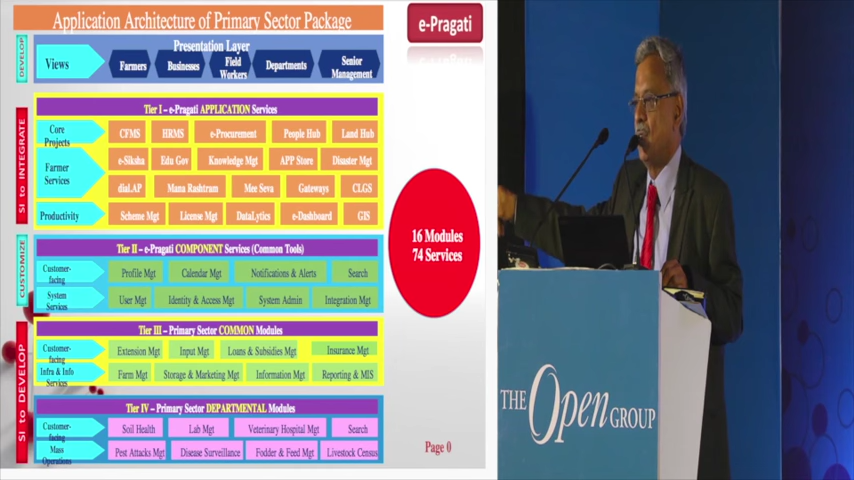 Application Architecture of Primary Sector Package
e-Pragati
DEVELOP
Presentation Layer
Views
Farmers
Businesses
Field Workers
Departments
Senior Management
SI to INTEGRATE
Tier I – e-Pragati APPLICATION Services
Core Projects
CFMS
HRMS
e-Procurement
People Hub
Land Hub
Farmer Services
e-Siksha
Edu Gov
Knowledge Mgt
APP Store
Disaster Mgt
dial.AP
Mana Rashtram
Mee Seva
Gateways
CLGS
Productivity
Scheme Mgt
License Mgt
DataLytics
e-Dashboard
GIS
16 Modules
74 Services
CUSTOMIZE
Tier II – e-Pragati COMPONENT Services (Common Tools)
Customer-facing
Profile Mgt
Calendar Mgt
Notifications & Alerts
Search
System Services
User Mgt
Identity & Access Mgt
System Admin
Integration Mgt
SI to DEVELOP
Tier III – Primary Sector COMMON Modules
Customer-facing
Extension Mgt
Input Mgt
Loans & Subsidies Mgt
Insurance Mgt
Infra & Info Services
Farm Mgt
Storage & Marketing Mgt
Information Mgt
Reporting & MIS
Tier IV – Primary Sector DEPARTMENTAL Modules
Customer-facing
Soil Health
Lab Mgt
Veterinary Hospital Mgt
Search
Mass Operations
Pest Attacks Mgt
Disease Surveillance
Fodder & Feed Mgt
Livestock Census
Page 0
THE Open GROUP